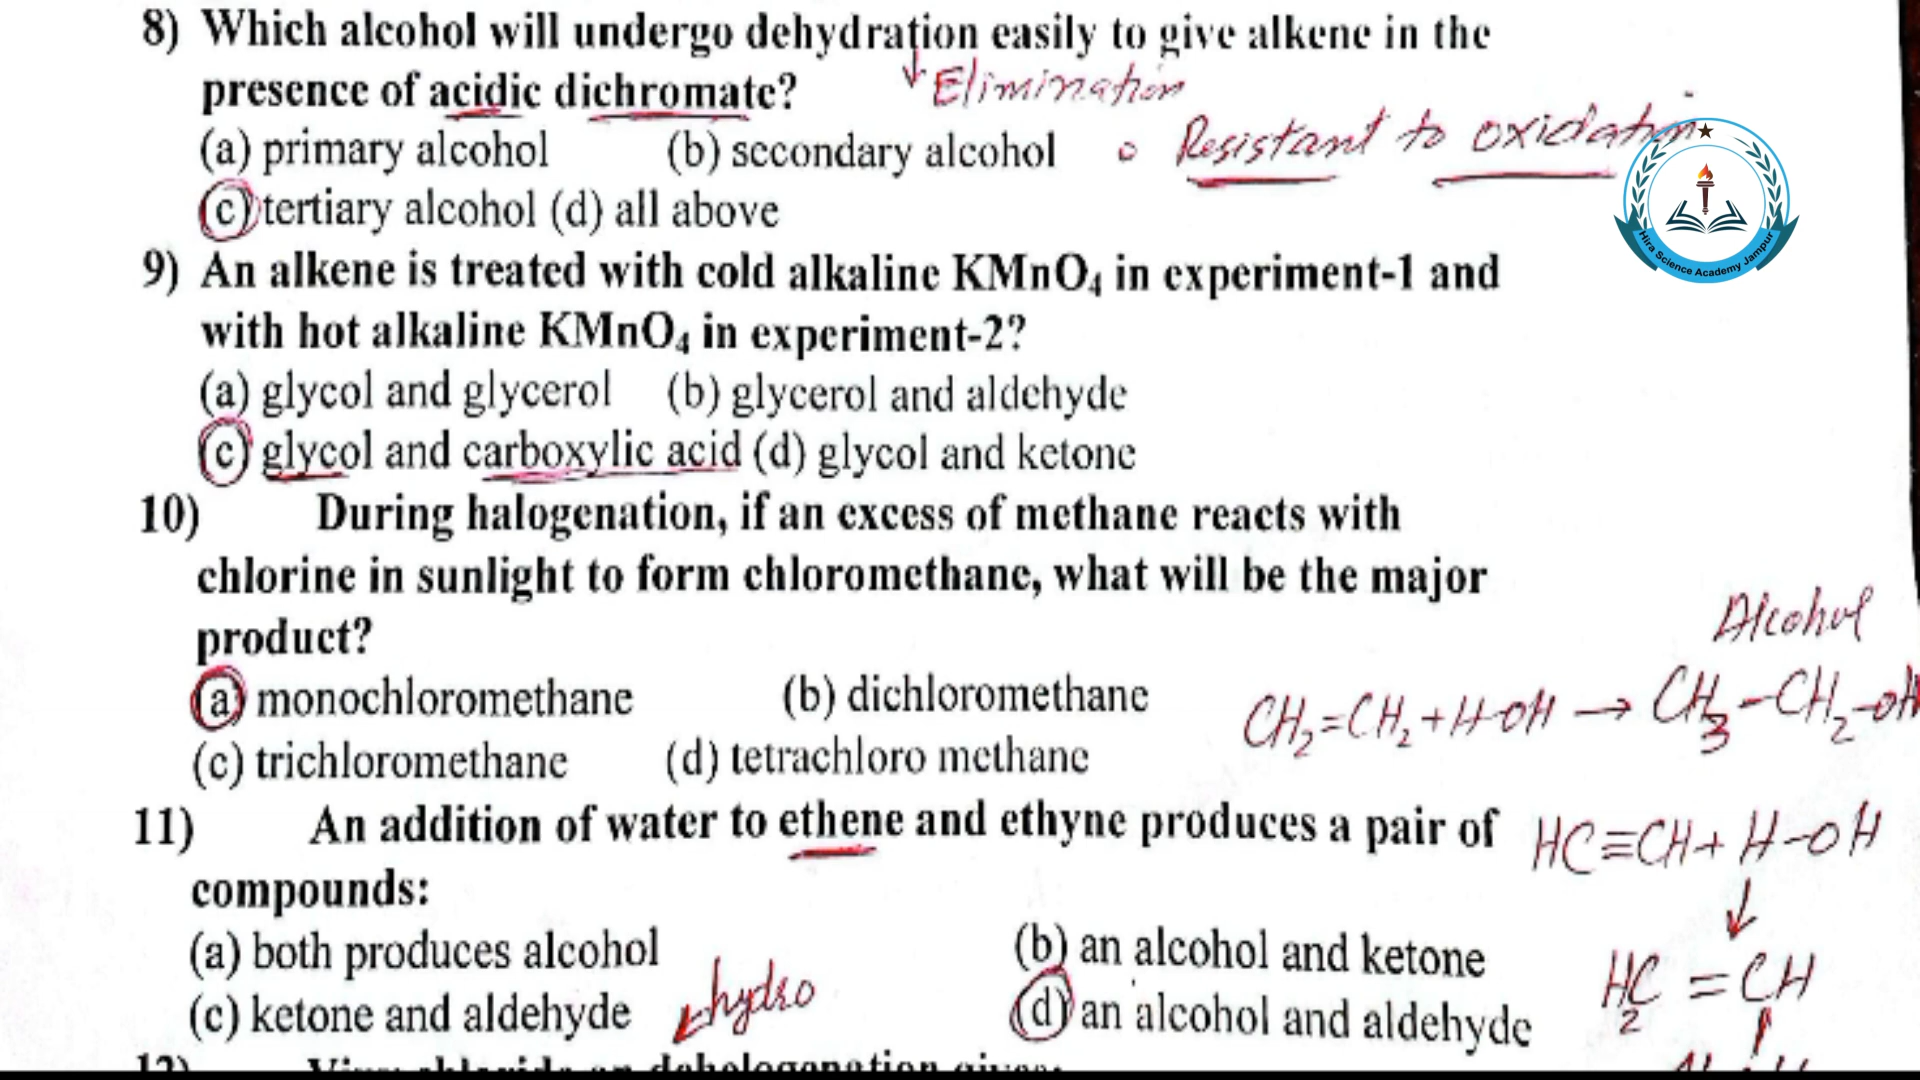 8) Which alcohol will undergo dehydration easily to give alkene in the
presence of acidic dichromate?
Elimination
(a) primary alcohol (b) secondary alcohol
Resistant to oxidation
(c) tertiary alcohol (d) all above
Hira Science Academy Jampur
9) An alkene is treated with cold alkaline KMnO₄ in experiment-1 and
with hot alkaline KMnO₄ in experiment-2?
(a) glycol and glycerol (b) glycerol and aldehyde
(c) glycol and carboxylic acid (d) glycol and ketone
10) During halogenation, if an excess of methane reacts with
chlorine in sunlight to form chloromethane, what will be the major
product?
Alcohol
(a) monochloromethane (b) dichloromethane
CH₂=CH₂+H-OH → CH₃-CH₂-OH
(c) trichloromethane (d) tetrachloro methane
11) An addition of water to ethene and ethyne produces a pair of
HC≡CH+ H-OH
compounds:
(a) both produces alcohol (b) an alcohol and ketone
HC₂ = CH
hydro
(c) ketone and aldehyde (d) an alcohol and aldehyde